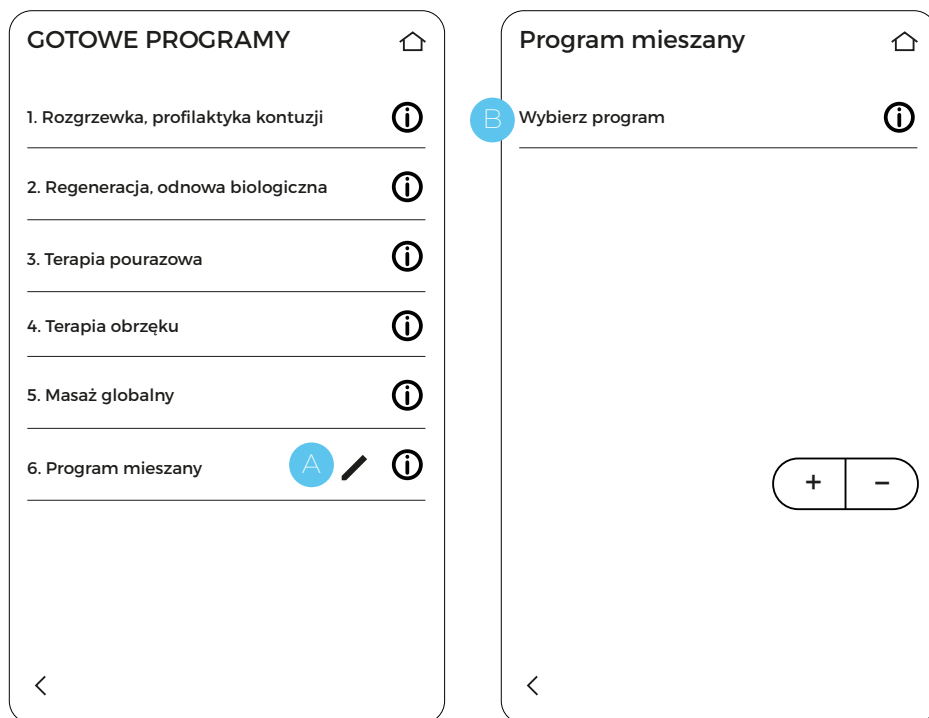 GOTOWE PROGRAMY
1. Rozgrzewka, profilaktyka kontuzji
2. Regeneracja, odnowa biologiczna
3. Terapia pourazowa
4. Terapia obrzęku
5. Masaż globalny
6. Program mieszany
A
Program mieszany
B
Wybierz program
+ −